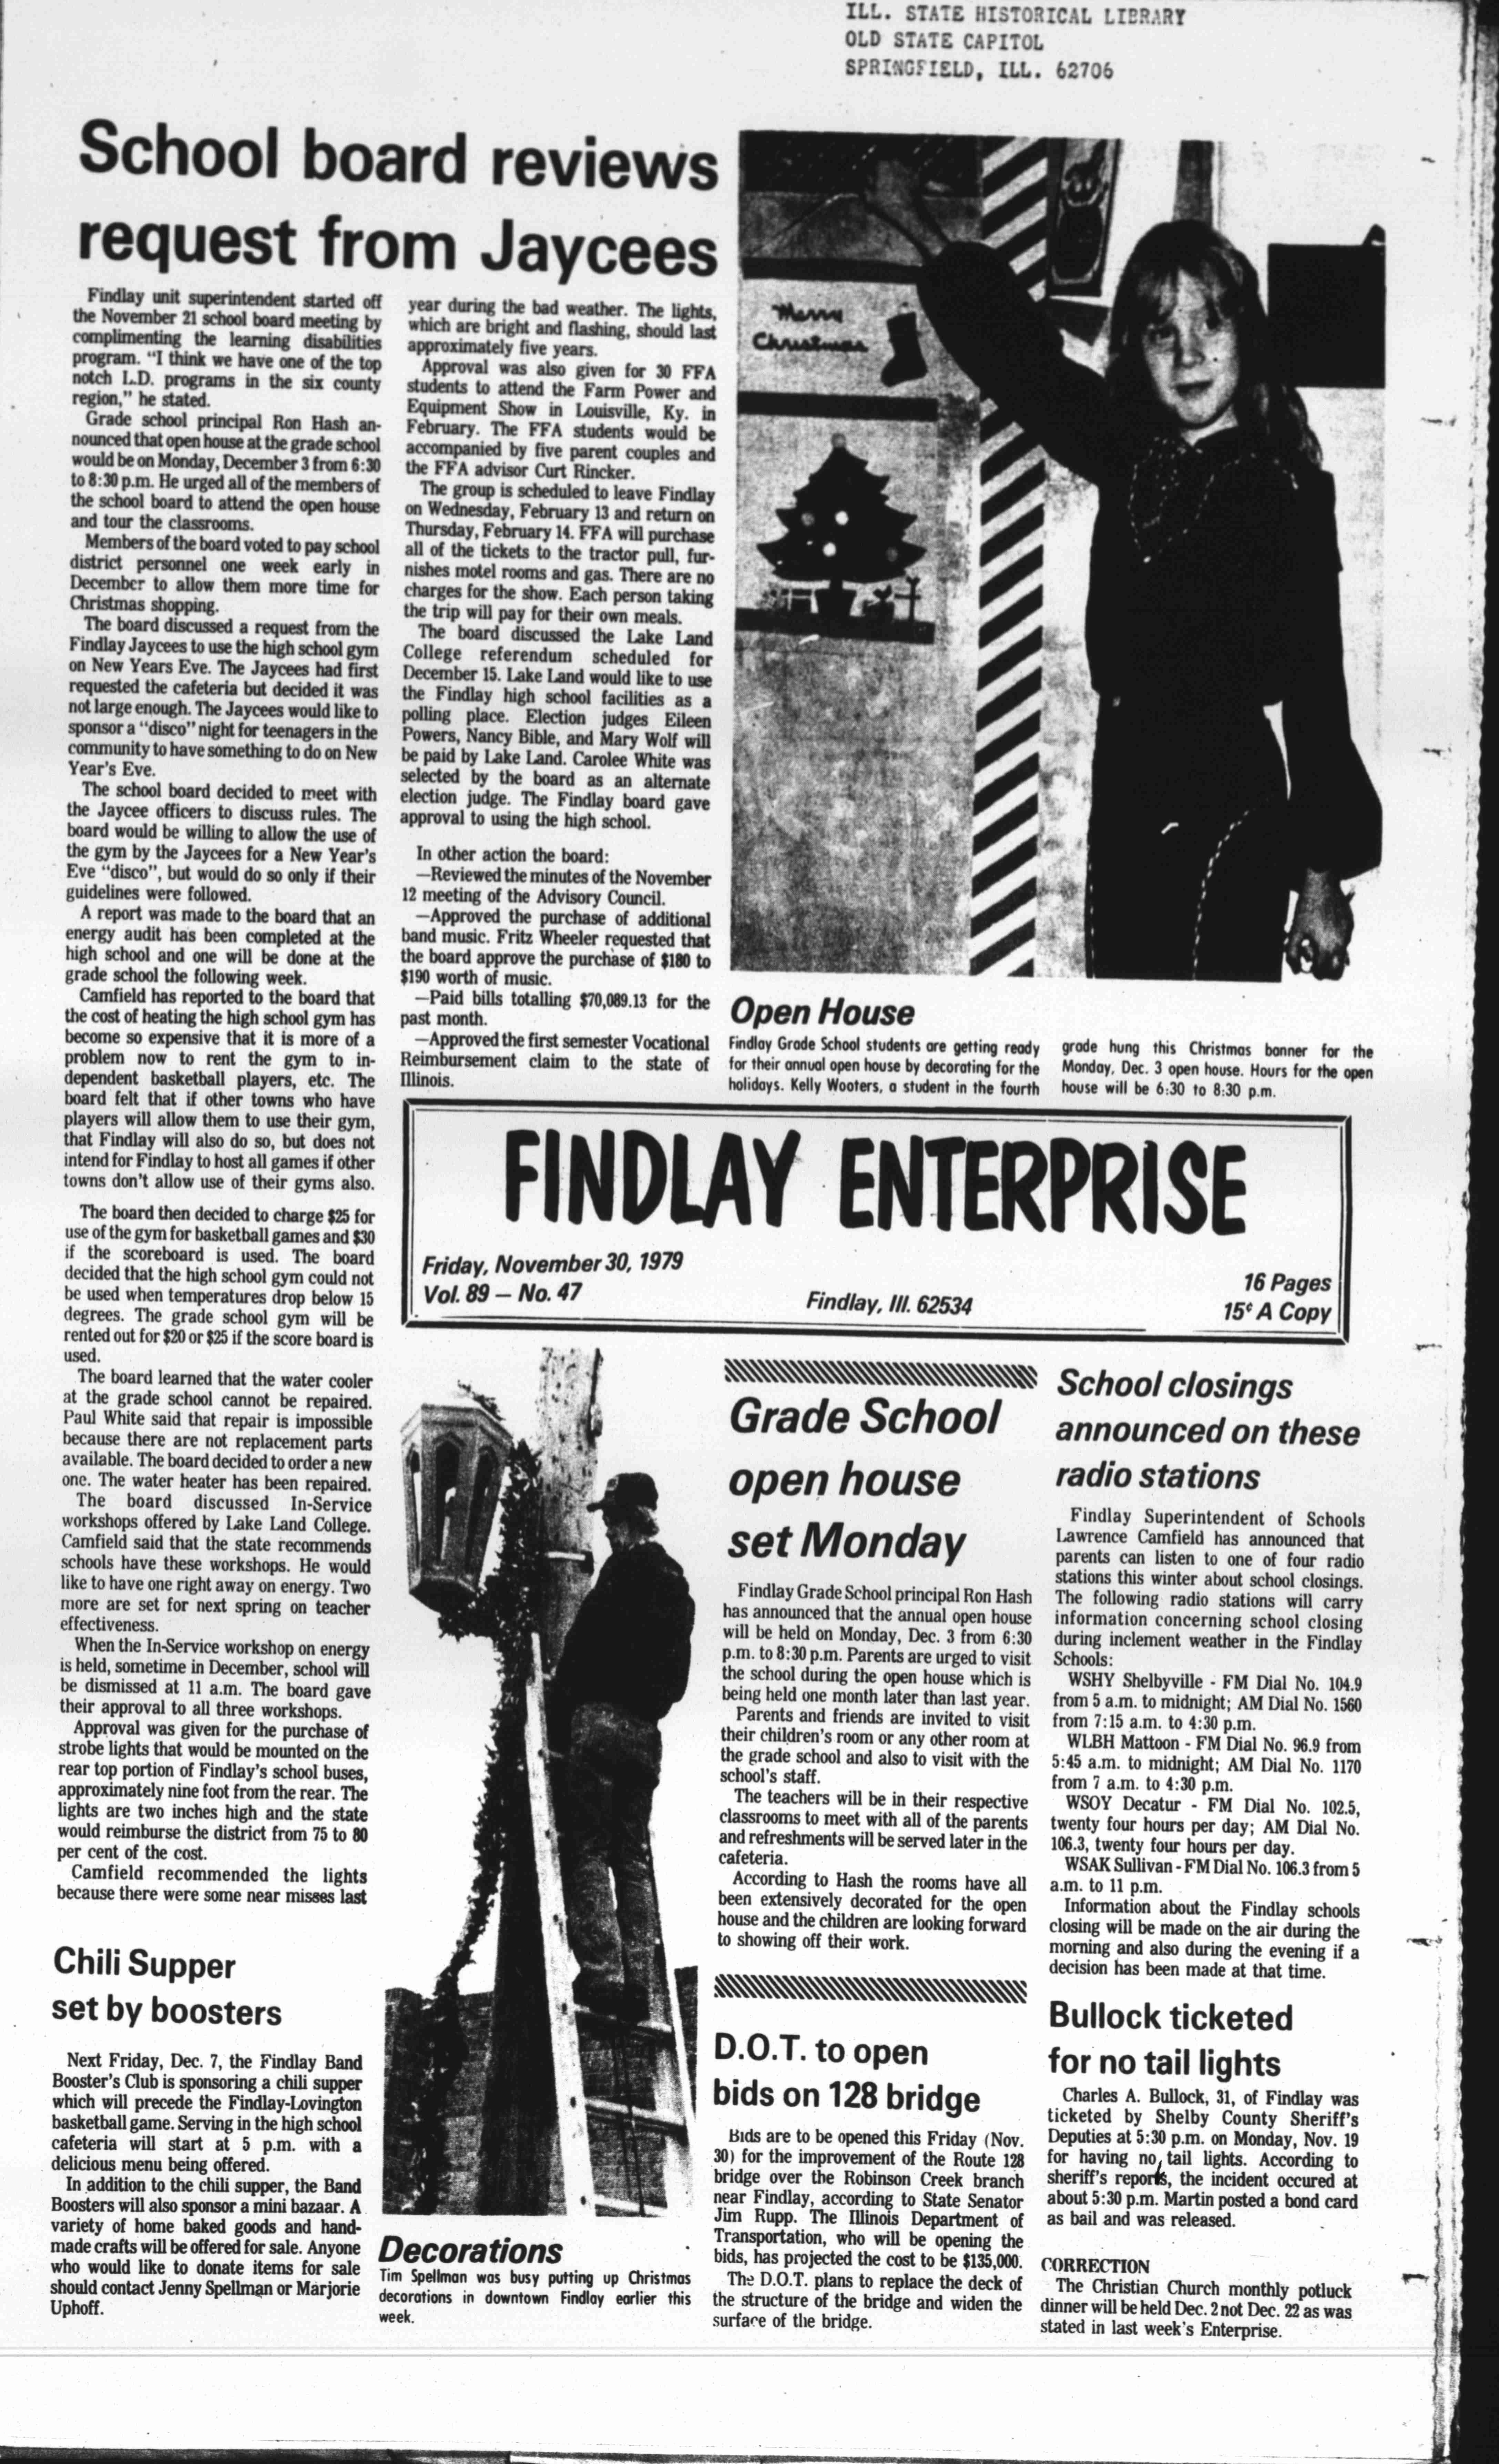 ILL. STATE HISTORICAL LIBRARY
OLD STATE CAPITOL
SPRINGFIELD, ILL. 62706
School board reviews
request from Jaycees
Findlay unit superintendent started off
the November 21 school board meeting by
complimenting the learning disabilities
program. "I think we have one of the top
notch L.D. programs in the six county
region," he stated.
Grade school principal Ron Hash an-
nounced that open house at the grade school
would be on Monday, December 3 from 6:30
to 8:30 p.m. He urged all of the members of
the school board to attend the open house
and tour the classrooms.
Members of the board voted to pay school
district personnel one week early in
December to allow them more time for
Christmas shopping.
The board discussed a request from the
Findlay Jaycees to use the high school gym
on New Years Eve. The Jaycees had first
requested the cafeteria but decided it was
not large enough. The Jaycees would like to
sponsor a "disco" night for teenagers in the
community to have something to do on New
Year's Eve.
The school board decided to meet with
the Jaycee officers to discuss rules. The
board would be willing to allow the use of
the gym by the Jaycees for a New Year's
Eve "disco", but would do so only if their
guidelines were followed.
A report was made to the board that an
energy audit has been completed at the
high school and one will be done at the
grade school the following week.
Camfield has reported to the board that
the cost of heating the high school gym has
become so expensive that it is more of a
problem now to rent the gym to in-
dependent basketball players, etc. The
board felt that if other towns who have
players will allow them to use their gym,
that Findlay will also do so, but does not
intend for Findlay to host all games if other
towns don't allow use of their gyms also.
The board then decided to charge $25 for
use of the gym for basketball games and $30
if the scoreboard is used. The board
decided that the high school gym could not
be used when temperatures drop below 15
degrees. The grade school gym will be
rented out for $20 or $25 if the score board is
used.
The board learned that the water cooler
at the grade school cannot be repaired.
Paul White said that repair is impossible
because there are not replacement parts
available. The board decided to order a new
one. The water heater has been repaired.
The board discussed In-Service
workshops offered by Lake Land College.
Camfield said that the state recommends
schools have these workshops. He would
like to have one right away on energy. Two
more are set for next spring on teacher
effectiveness.
When the In-Service workshop on energy
is held, sometime in December, school will
be dismissed at 11 a.m. The board gave
their approval to all three workshops.
Approval was given for the purchase of
strobe lights that would be mounted on the
rear top portion of Findlay's school buses,
approximately nine foot from the rear. The
lights are two inches high and the state
would reimburse the district from 75 to 80
per cent of the cost.
Camfield recommended the lights
because there were some near misses last
year during the bad weather. The lights,
which are bright and flashing, should last
approximately five years.
Approval was also given for 30 FFA
students to attend the Farm Power and
Equipment Show in Louisville, Ky. in
February. The FFA students would be
accompanied by five parent couples and
the FFA advisor Curt Rincker.
The group is scheduled to leave Findlay
on Wednesday, February 13 and return on
Thursday, February 14. FFA will purchase
all of the tickets to the tractor pull, fur-
nishes motel rooms and gas. There are no
charges for the show. Each person taking
the trip will pay for their own meals.
The board discussed the Lake Land
College referendum scheduled for
December 15. Lake Land would like to use
the Findlay high school facilities as a
polling place. Election judges Eileen
Powers, Nancy Bible, and Mary Wolf will
be paid by Lake Land. Carolee White was
selected by the board as an alternate
election judge. The Findlay board gave
approval to using the high school.
In other action the board:
—Reviewed the minutes of the November
12 meeting of the Advisory Council.
—Approved the purchase of additional
band music. Fritz Wheeler requested that
the board approve the purchase of $180 to
$190 worth of music.
—Paid bills totalling $70,089.13 for the
past month.
—Approved the first semester Vocational
Reimbursement claim to the state of
Illinois.
Merry
Christmas
Open House
Findlay Grade School students are getting ready
for their annual open house by decorating for the
holidays. Kelly Wooters, a student in the fourth
grade hung this Christmas banner for the
Monday, Dec. 3 open house. Hours for the open
house will be 6:30 to 8:30 p.m.
FINDLAY ENTERPRISE
Friday, November 30, 1979
Vol. 89 — No. 47
Findlay, Ill. 62534
16 Pages
15¢ A Copy
Chili Supper
set by boosters
Next Friday, Dec. 7, the Findlay Band
Booster's Club is sponsoring a chili supper
which will precede the Findlay-Lovington
basketball game. Serving in the high school
cafeteria will start at 5 p.m. with a
delicious menu being offered.
In addition to the chili supper, the Band
Boosters will also sponsor a mini bazaar. A
variety of home baked goods and hand-
made crafts will be offered for sale. Anyone
who would like to donate items for sale
should contact Jenny Spellman or Marjorie
Uphoff.
Decorations
Tim Spellman was busy putting up Christmas
decorations in downtown Findlay earlier this
week.
Grade School
open house
set Monday
Findlay Grade School principal Ron Hash
has announced that the annual open house
will be held on Monday, Dec. 3 from 6:30
p.m. to 8:30 p.m. Parents are urged to visit
the school during the open house which is
being held one month later than last year.
Parents and friends are invited to visit
their children's room or any other room at
the grade school and also to visit with the
school's staff.
The teachers will be in their respective
classrooms to meet with all of the parents
and refreshments will be served later in the
cafeteria.
According to Hash the rooms have all
been extensively decorated for the open
house and the children are looking forward
to showing off their work.
D.O.T. to open
bids on 128 bridge
Bids are to be opened this Friday (Nov.
30) for the improvement of the Route 128
bridge over the Robinson Creek branch
near Findlay, according to State Senator
Jim Rupp. The Illinois Department of
Transportation, who will be opening the
bids, has projected the cost to be $135,000.
The D.O.T. plans to replace the deck of
the structure of the bridge and widen the
surface of the bridge.
School closings
announced on these
radio stations
Findlay Superintendent of Schools
Lawrence Camfield has announced that
parents can listen to one of four radio
stations this winter about school closings.
The following radio stations will carry
information concerning school closing
during inclement weather in the Findlay
Schools:
WSHY Shelbyville - FM Dial No. 104.9
from 5 a.m. to midnight; AM Dial No. 1560
from 7:15 a.m. to 4:30 p.m.
WLBH Mattoon - FM Dial No. 96.9 from
5:45 a.m. to midnight; AM Dial No. 1170
from 7 a.m. to 4:30 p.m.
WSOY Decatur - FM Dial No. 102.5,
twenty four hours per day; AM Dial No.
106.3, twenty four hours per day.
WSAK Sullivan - FM Dial No. 106.3 from 5
a.m. to 11 p.m.
Information about the Findlay schools
closing will be made on the air during the
morning and also during the evening if a
decision has been made at that time.
Bullock ticketed
for no tail lights
Charles A. Bullock, 31, of Findlay was
ticketed by Shelby County Sheriff's
Deputies at 5:30 p.m. on Monday, Nov. 19
for having no tail lights. According to
sheriff's reports, the incident occured at
about 5:30 p.m. Martin posted a bond card
as bail and was released.
CORRECTION
The Christian Church monthly potluck
dinner will be held Dec. 2 not Dec. 22 as was
stated in last week's Enterprise.